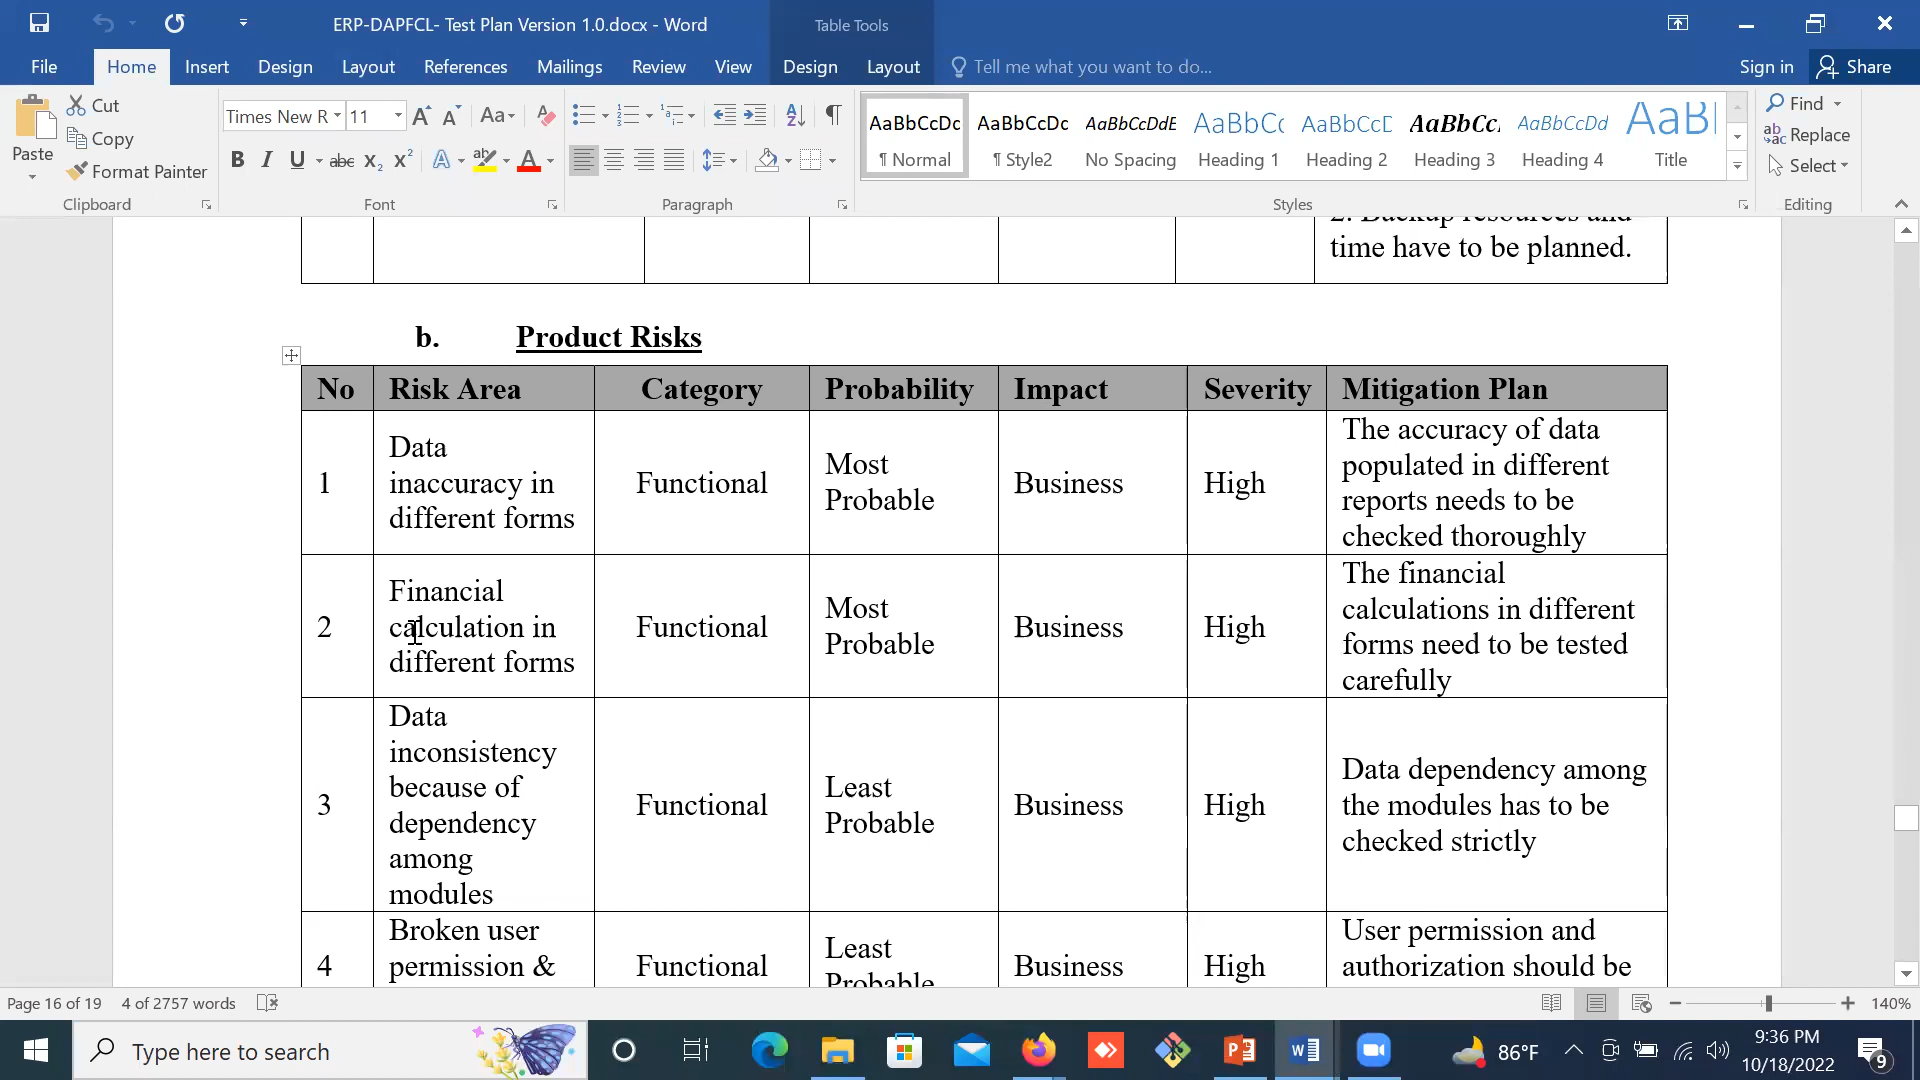 ERP-DAPFCL- Test Plan Version 1.0.docx - Word
Table Tools
File
Home
Insert
Design
Layout
References
Mailings
Review
View
Design
Layout
Tell me what you want to do...
Sign in
Share
Paste
Cut
Copy
Format Painter
Clipboard
Times New R
11
Font
Paragraph
AaBbCcDc
¶ Normal
AaBbCcDc
¶ Style2
AaBbCcDdE
No Spacing
AaBbCc
Heading 1
AaBbCcD
Heading 2
AaBbCc
Heading 3
AaBbCcDd
Heading 4
AaB
Title
Styles
Find
Replace
Select
Editing
2. Backup resources and
time have to be planned.
b. Product Risks
No
Risk Area
Category
Probability
Impact
Severity
Mitigation Plan
1
Data
inaccuracy in
different forms
Functional
Most
Probable
Business
High
The accuracy of data
populated in different
reports needs to be
checked thoroughly
2
Financial
calculation in
different forms
Functional
Most
Probable
Business
High
The financial
calculations in different
forms need to be tested
carefully
3
Data
inconsistency
because of
dependency
among
modules
Functional
Least
Probable
Business
High
Data dependency among
the modules has to be
checked strictly
4
Broken user
permission &
Functional
Least
Probable
Business
High
User permission and
authorization should be
Page 16 of 19
4 of 2757 words
140%
Type here to search
86°F
9:36 PM
10/18/2022
9